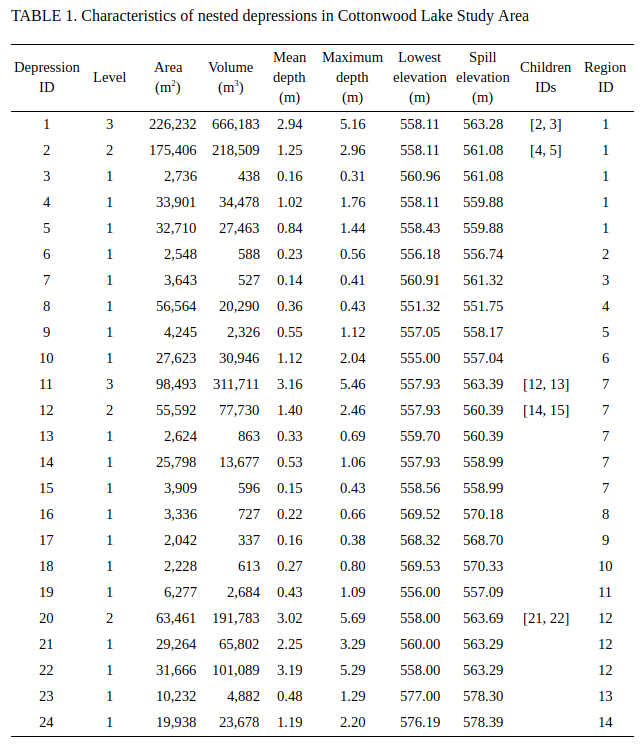 TABLE 1. Characteristics of nested depressions in Cottonwood Lake Study Area
Depression ID Level Area (m²) Volume (m³) Mean depth (m) Maximum depth (m) Lowest elevation (m) Spill elevation (m) Children IDs Region ID
1 3 226,232 666,183 2.94 5.16 558.11 563.28 [2, 3] 1
2 2 175,406 218,509 1.25 2.96 558.11 561.08 [4, 5] 1
3 1 2,736 438 0.16 0.31 560.96 561.08 1
4 1 33,901 34,478 1.02 1.76 558.11 559.88 1
5 1 32,710 27,463 0.84 1.44 558.43 559.88 1
6 1 2,548 588 0.23 0.56 556.18 556.74 2
7 1 3,643 527 0.14 0.41 560.91 561.32 3
8 1 56,564 20,290 0.36 0.43 551.32 551.75 4
9 1 4,245 2,326 0.55 1.12 557.05 558.17 5
10 1 27,623 30,946 1.12 2.04 555.00 557.04 6
11 3 98,493 311,711 3.16 5.46 557.93 563.39 [12, 13] 7
12 2 55,592 77,730 1.40 2.46 557.93 560.39 [14, 15] 7
13 1 2,624 863 0.33 0.69 559.70 560.39 7
14 1 25,798 13,677 0.53 1.06 557.93 558.99 7
15 1 3,909 596 0.15 0.43 558.56 558.99 7
16 1 3,336 727 0.22 0.66 569.52 570.18 8
17 1 2,042 337 0.16 0.38 568.32 568.70 9
18 1 2,228 613 0.27 0.80 569.53 570.33 10
19 1 6,277 2,684 0.43 1.09 556.00 557.09 11
20 2 63,461 191,783 3.02 5.69 558.00 563.69 [21, 22] 12
21 1 29,264 65,802 2.25 3.29 560.00 563.29 12
22 1 31,666 101,089 3.19 5.29 558.00 563.29 12
23 1 10,232 4,882 0.48 1.29 577.00 578.30 13
24 1 19,938 23,678 1.19 2.20 576.19 578.39 14